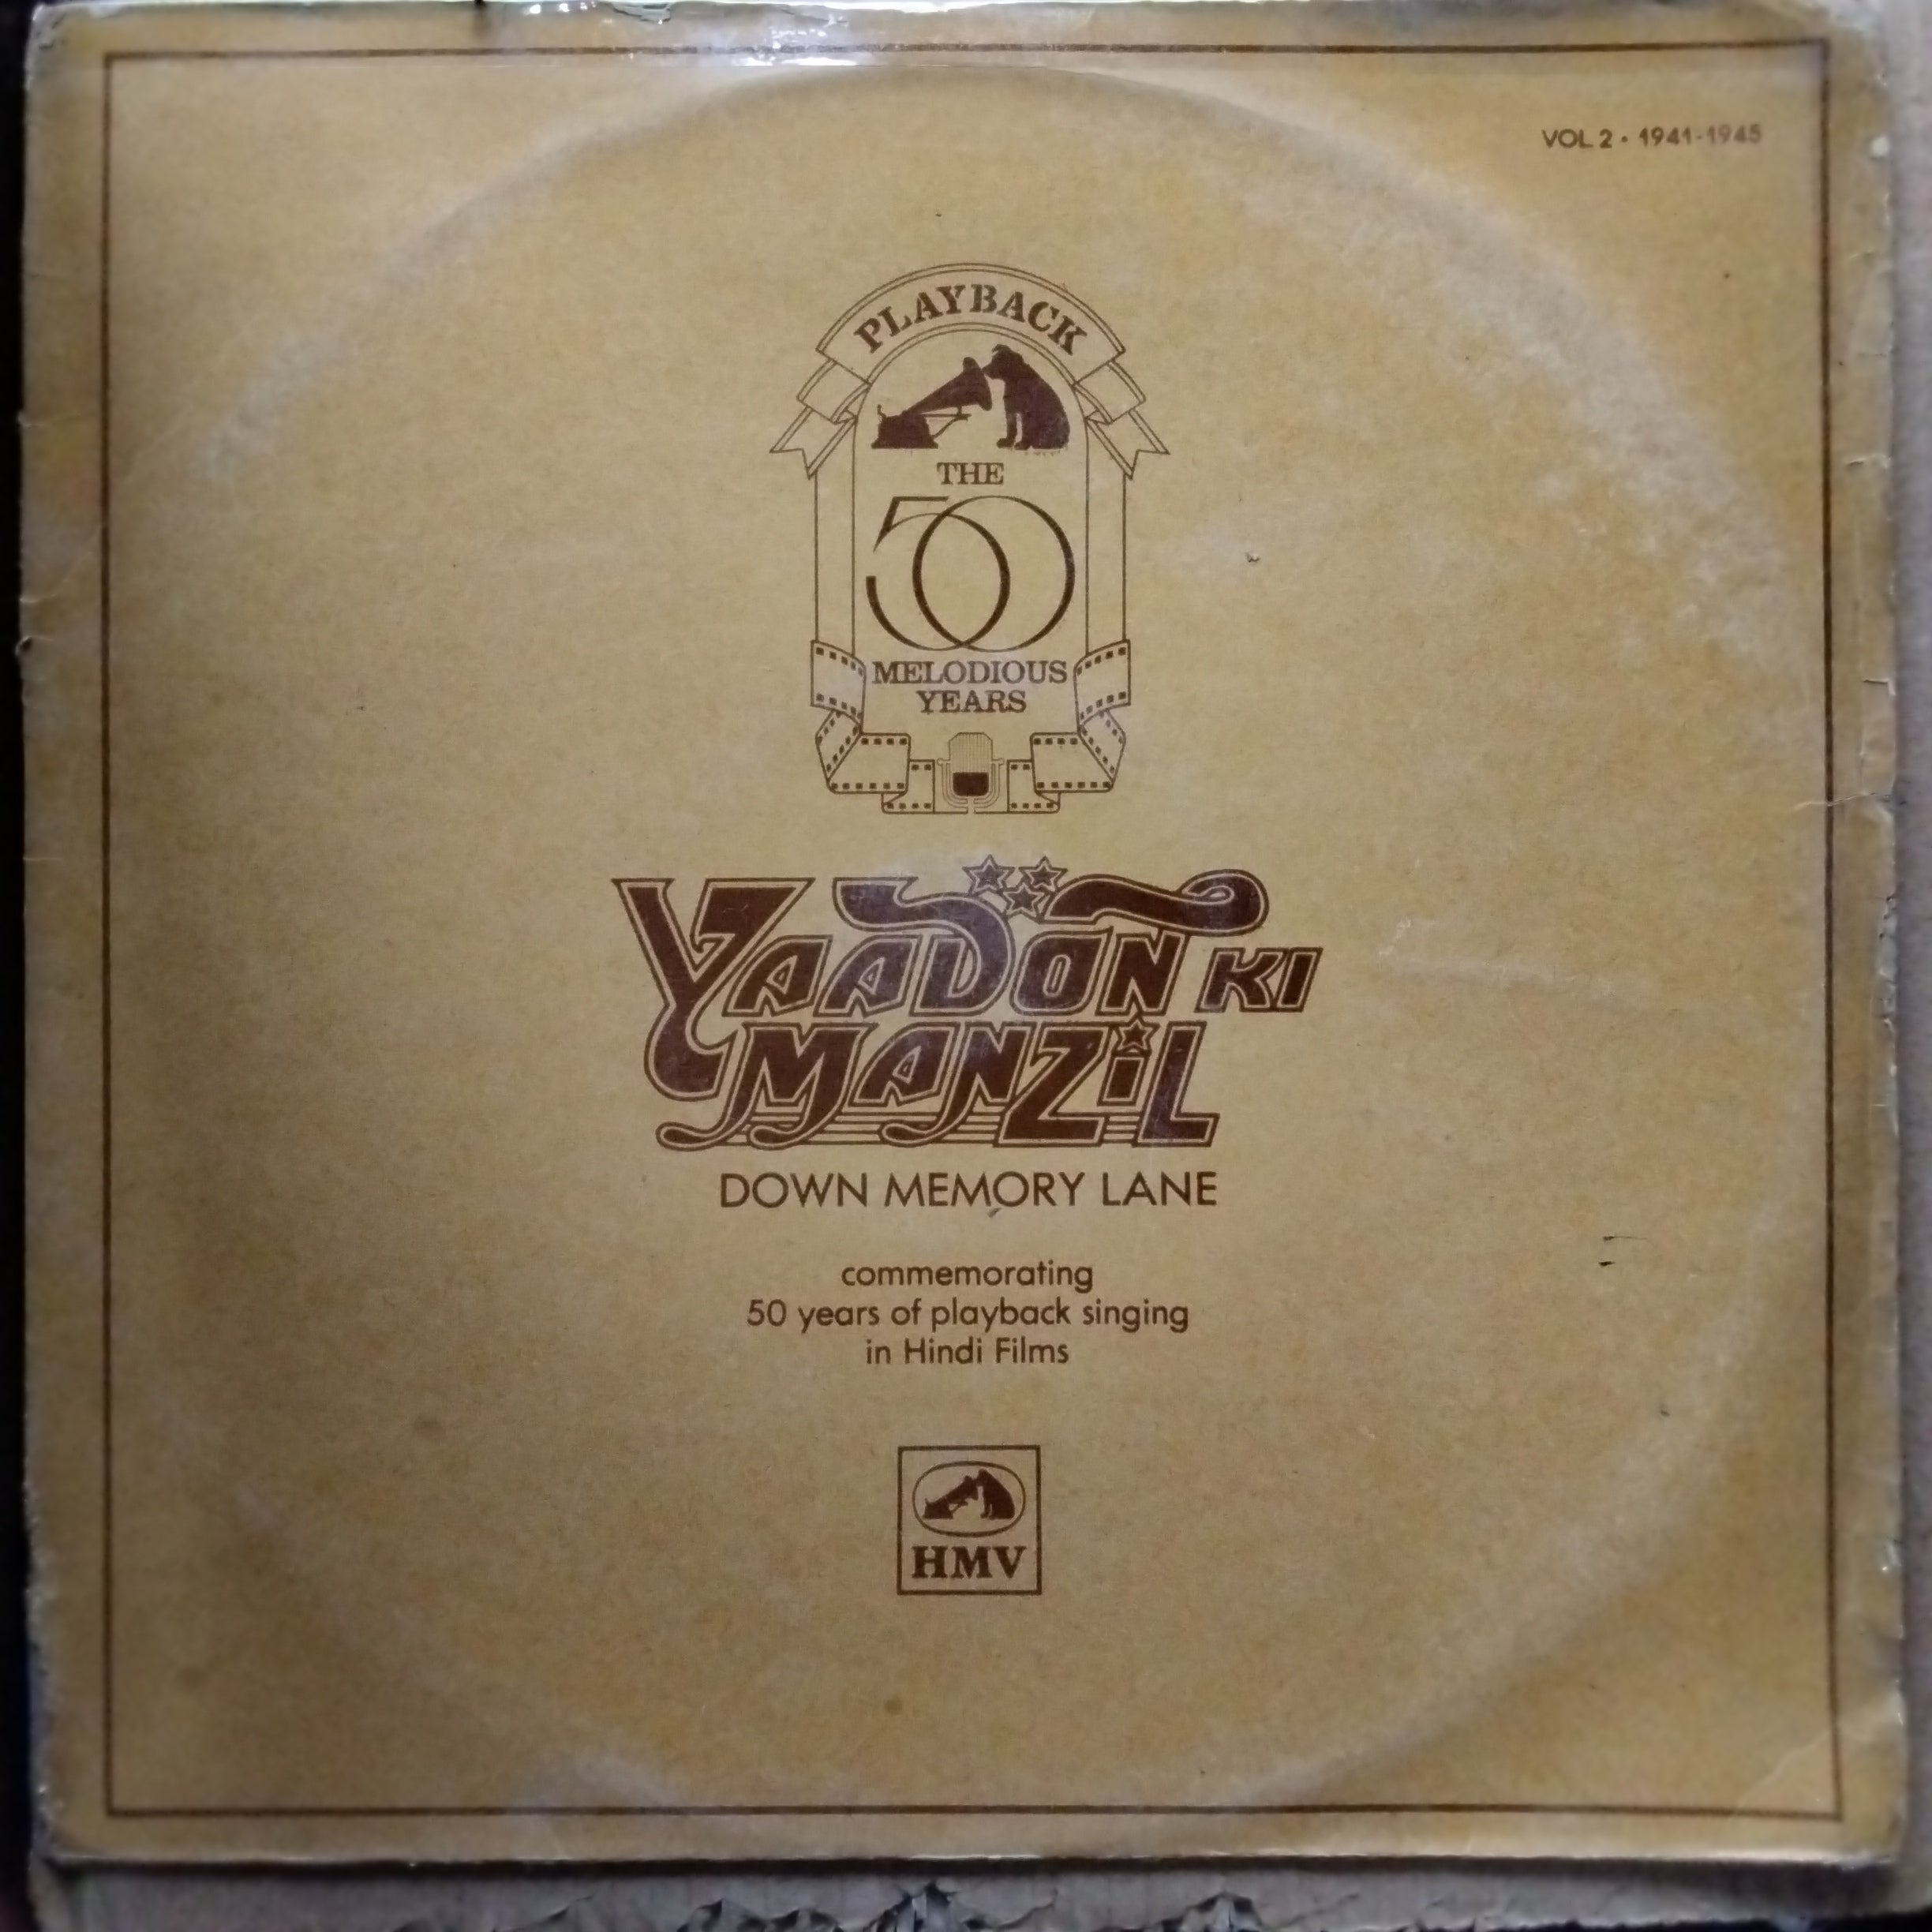 VOL 2 • 1941-1945
PLAYBACK
THE
50
MELODIOUS
YEARS
YAADON KI
MANZIL
DOWN MEMORY LANE
commemorating
50 years of playback singing
in Hindi Films
HMV